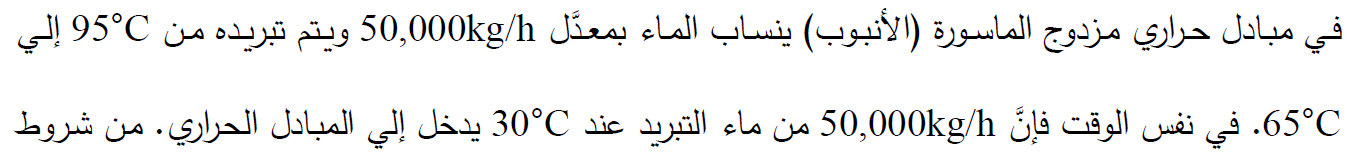 في مبادل حراري مزدوج الماسورة (الأنبوب) ينساب الماء بمعدَّل 50,000kg/h ويتم تبريده من 95°C إلي
65°C. في نفس الوقت فإنَّ 50,000kg/h من ماء التبريد عند 30°C يدخل إلي المبادل الحراري. من شروط